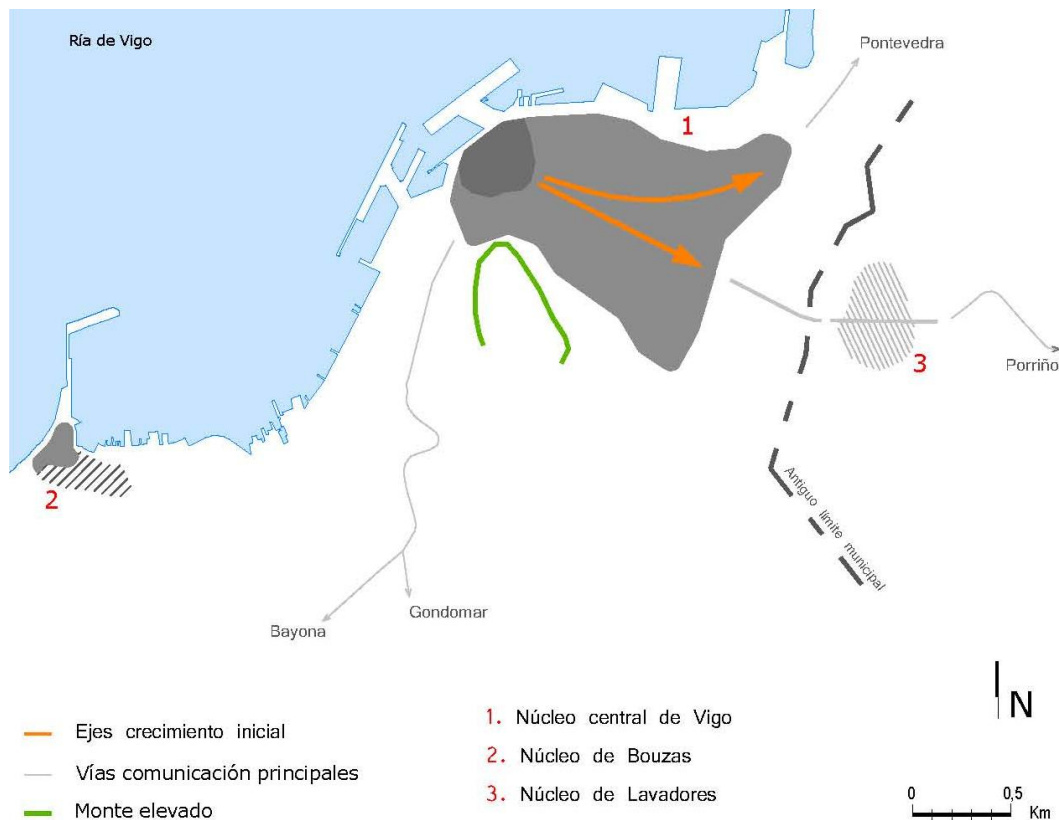 Ría de Vigo
Pontevedra
1
3
Porriño
2
Antiguo límite municipal
Gondomar
Bayona
N
Ejes crecimiento inicial
Vías comunicación principales
Monte elevado
1. Núcleo central de Vigo
2. Núcleo de Bouzas
3. Núcleo de Lavadores
0 0,5
Km